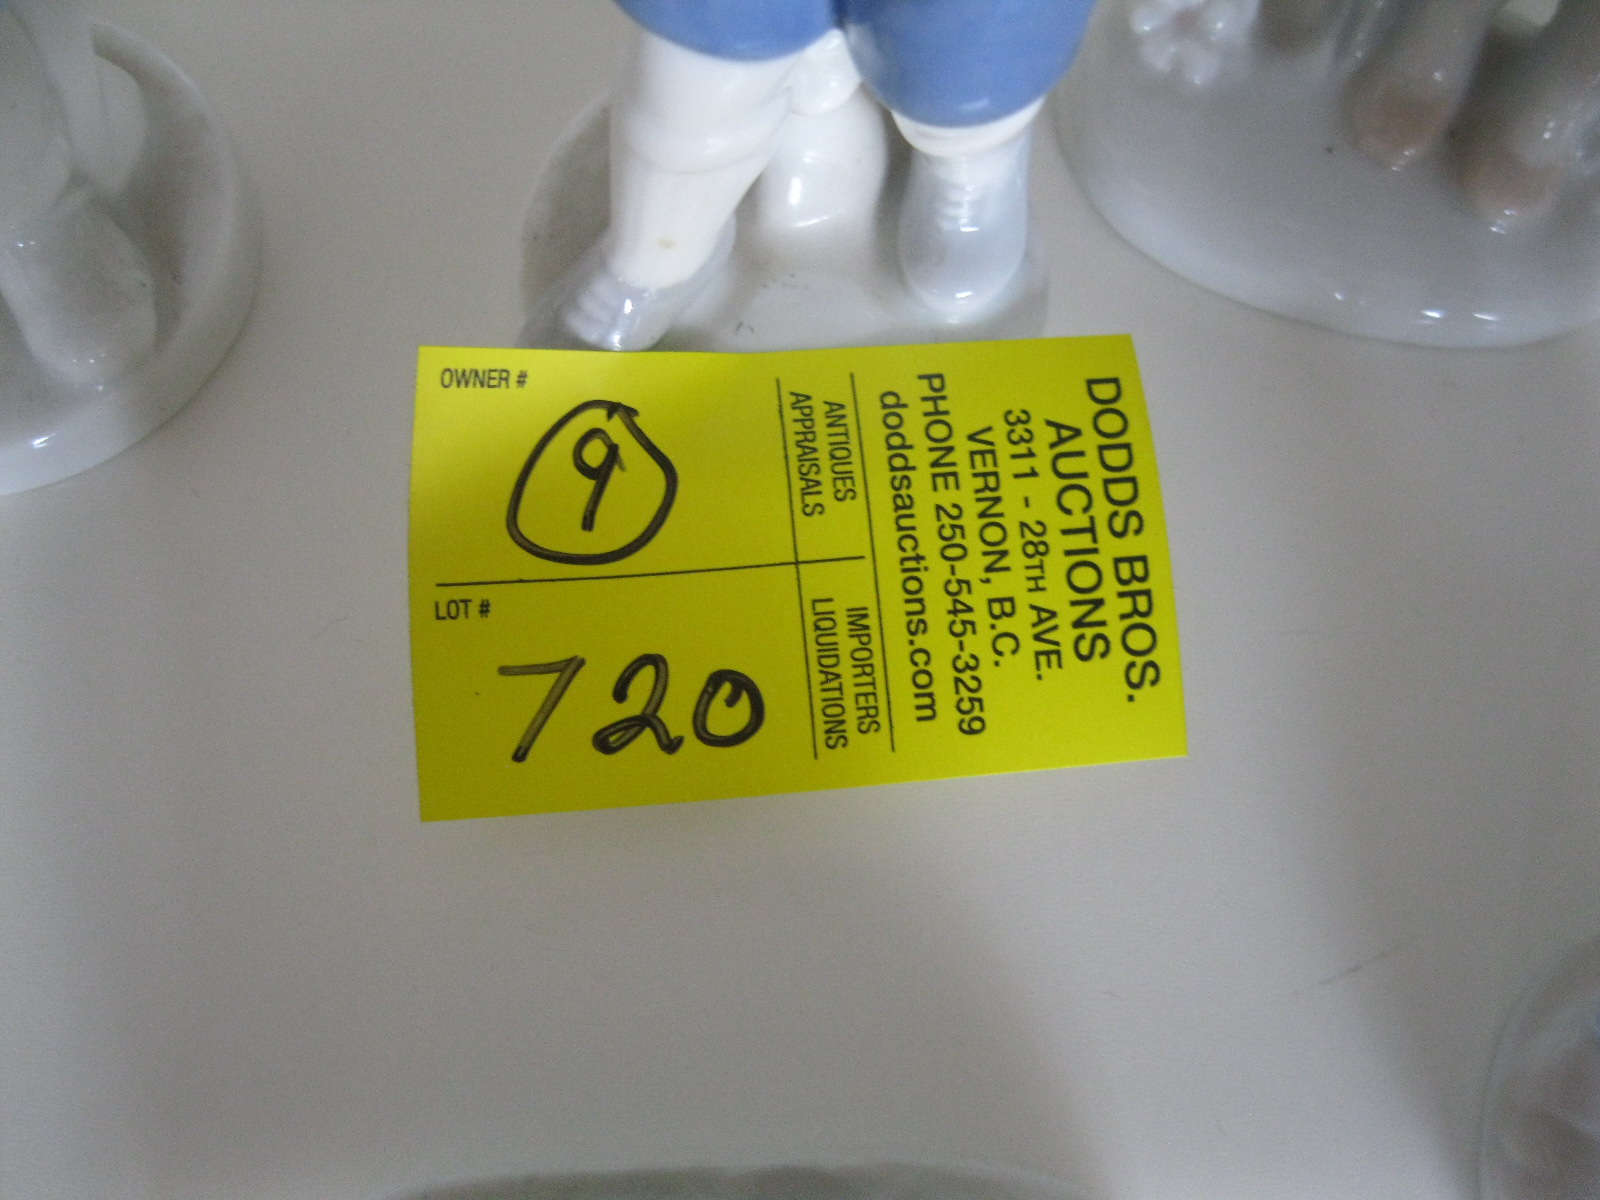 DODDS BROS.
AUCTIONS
3311 - 28TH AVE.
VERNON, B.C.
PHONE 250-545-3259
doddsauctions.com
ANTIQUES
APPRAISALS
IMPORTERS
LIQUIDATIONS
OWNER #
9
LOT #
720